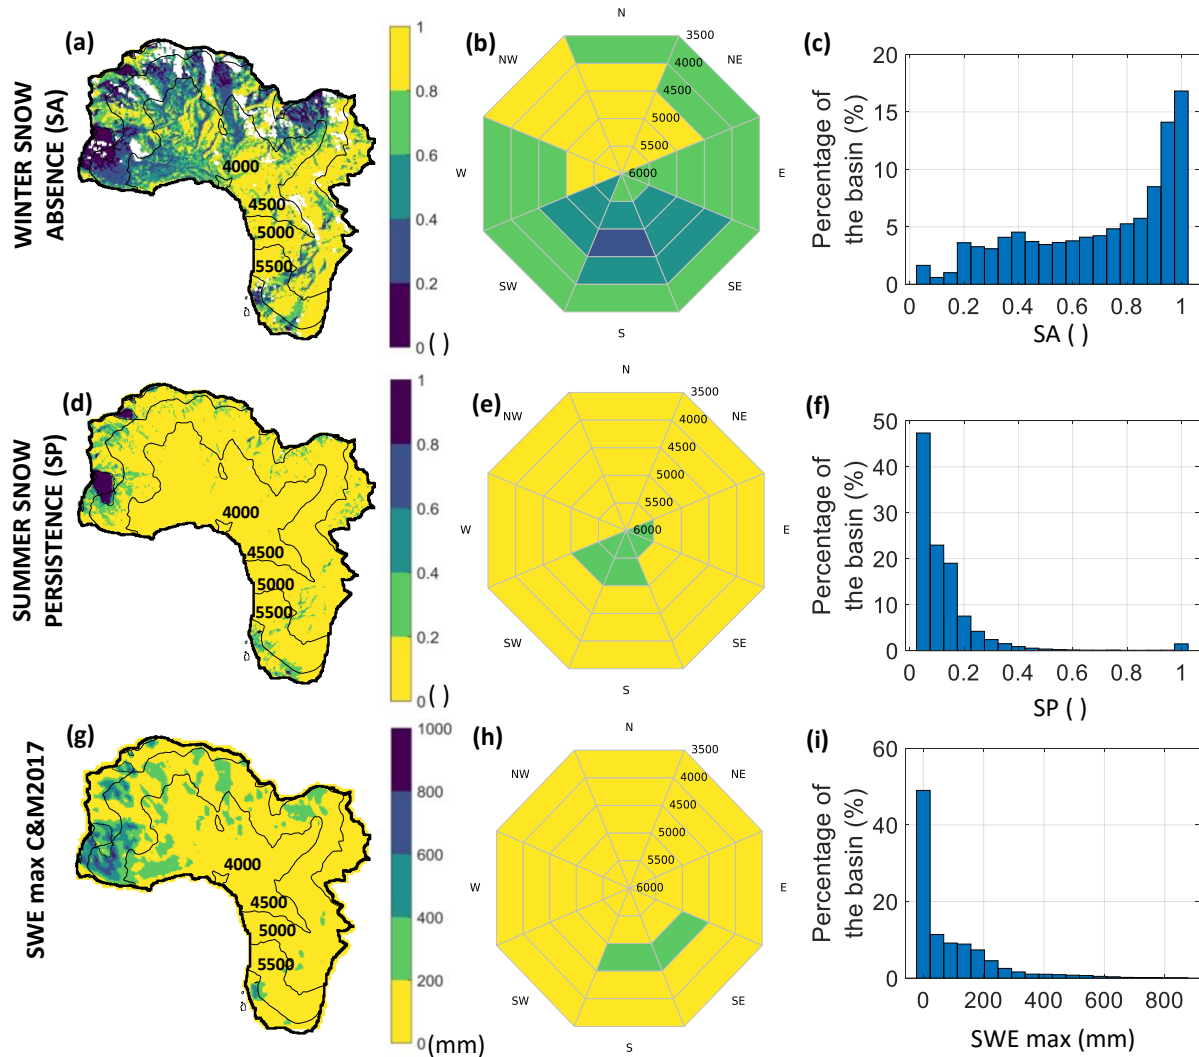 WINTER SNOW
ABSENCE (SA)
(a)
4000
4500
5000
5500
1
0.8
0.6
0.4
0.2
0
( )
(b)
N
NE
E
SE
S
SW
W
NW
3500
4000
4500
5000
5500
6000
(c)
Percentage of
the basin (%)
20
15
10
5
0
0 0.2 0.4 0.6 0.8 1
SA ( )
SUMMER SNOW
PERSISTENCE (SP)
(d)
4000
4500
5000
5500
1
0.8
0.6
0.4
0.2
0
( )
(e)
N
NE
E
SE
S
SW
W
NW
3500
4000
4500
5000
5500
6000
(f)
Percentage of
the basin (%)
50
40
30
20
10
0
0 0.2 0.4 0.6 0.8 1
SP ( )
SWE max C&M2017
(g)
4000
4500
5000
5500
1000
800
600
400
200
0
(mm)
(h)
N
NE
E
SE
S
SW
W
NW
3500
4000
4500
5000
5500
6000
(i)
Percentage of
the basin (%)
60
40
20
0
0 200 400 600 800
SWE max (mm)